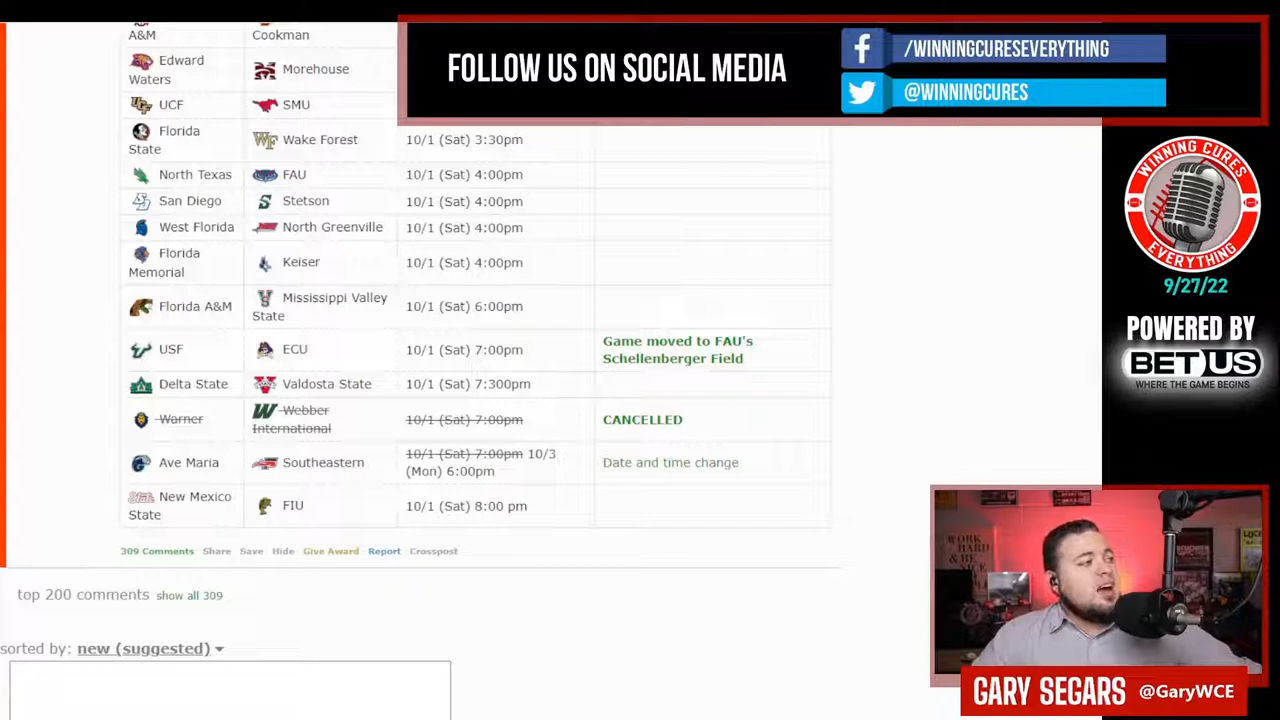 A&M
Cookman
FOLLOW US ON SOCIAL MEDIA
/WINNINGCURESEVERYTHING
@WINNINGCURES
Edward Waters
Morehouse
UCF SMU
Florida State
Wake Forest 10/1 (Sat) 3:30pm
North Texas FAU 10/1 (Sat) 4:00pm
San Diego Stetson 10/1 (Sat) 4:00pm
West Florida North Greenville 10/1 (Sat) 4:00pm
Florida Memorial
Keiser 10/1 (Sat) 4:00pm
Florida A&M
Mississippi Valley State
10/1 (Sat) 6:00pm
USF ECU 10/1 (Sat) 7:00pm
Game moved to FAU's
Schellenberger Field
Delta State Valdosta State 10/1 (Sat) 7:300pm
Warner
Webber
International
10/1 (Sat) 7:00pm CANCELLED
Ave Maria Southeastern
10/1 (Sat) 7:00pm 10/3
(Mon) 6:00pm
Date and time change
New Mexico
State
FIU 10/1 (Sat) 8:00 pm
309 Comments Share Save Hide Give Award Report Crosspost
top 200 comments show all 309
sorted by: new (suggested)
WINNING CURES
EVERYTHING
9/27/22
POWERED BY
BETUS
WHERE THE GAME BEGINS
WORK
HARD
& BE
GARY SEGARS @GaryWCE